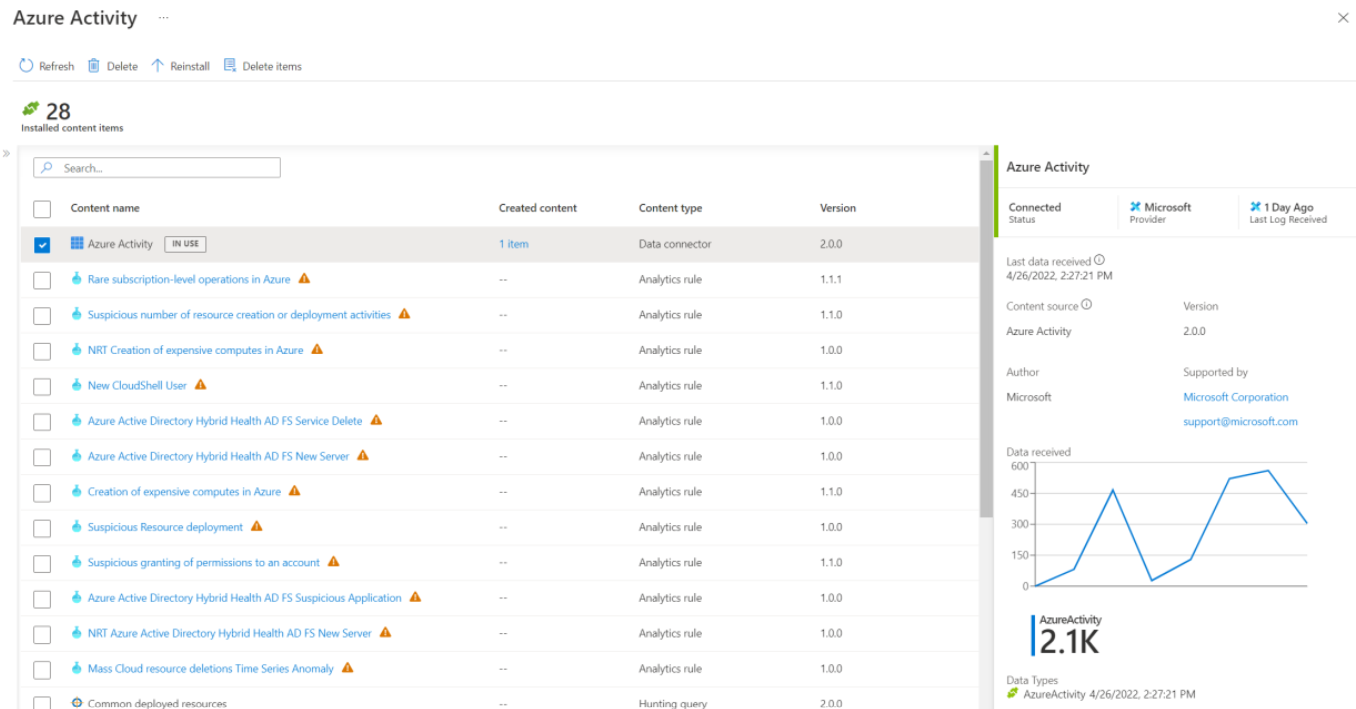 Azure Activity ...
Refresh Delete Reinstall Delete items
28
Installed content items
»
Search...
Content name Created content Content type Version
Azure Activity IN USE 1 item Data connector 2.0.0
Rare subscription-level operations in Azure -- Analytics rule 1.1.1
Suspicious number of resource creation or deployment activities -- Analytics rule 1.1.0
NRT Creation of expensive computes in Azure -- Analytics rule 1.0.0
New CloudShell User -- Analytics rule 1.1.0
Azure Active Directory Hybrid Health AD FS Service Delete -- Analytics rule 1.0.0
Azure Active Directory Hybrid Health AD FS New Server -- Analytics rule 1.0.0
Creation of expensive computes in Azure -- Analytics rule 1.1.0
Suspicious Resource deployment -- Analytics rule 1.0.0
Suspicious granting of permissions to an account -- Analytics rule 1.1.0
Azure Active Directory Hybrid Health AD FS Suspicious Application -- Analytics rule 1.0.0
NRT Azure Active Directory Hybrid Health AD FS New Server -- Analytics rule 1.0.0
Mass Cloud resource deletions Time Series Anomaly -- Analytics rule 1.0.0
Common deployed resources -- Hunting query 2.0.0
Azure Activity
Connected Microsoft 1 Day Ago
Status Provider Last Log Received
Last data received
4/26/2022, 2:27:21 PM
Content source Version
Azure Activity 2.0.0
Author Supported by
Microsoft Microsoft Corporation
support@microsoft.com
Data received
600
450
300
150
0
AzureActivity
2.1K
Data Types
AzureActivity 4/26/2022, 2:27:21 PM